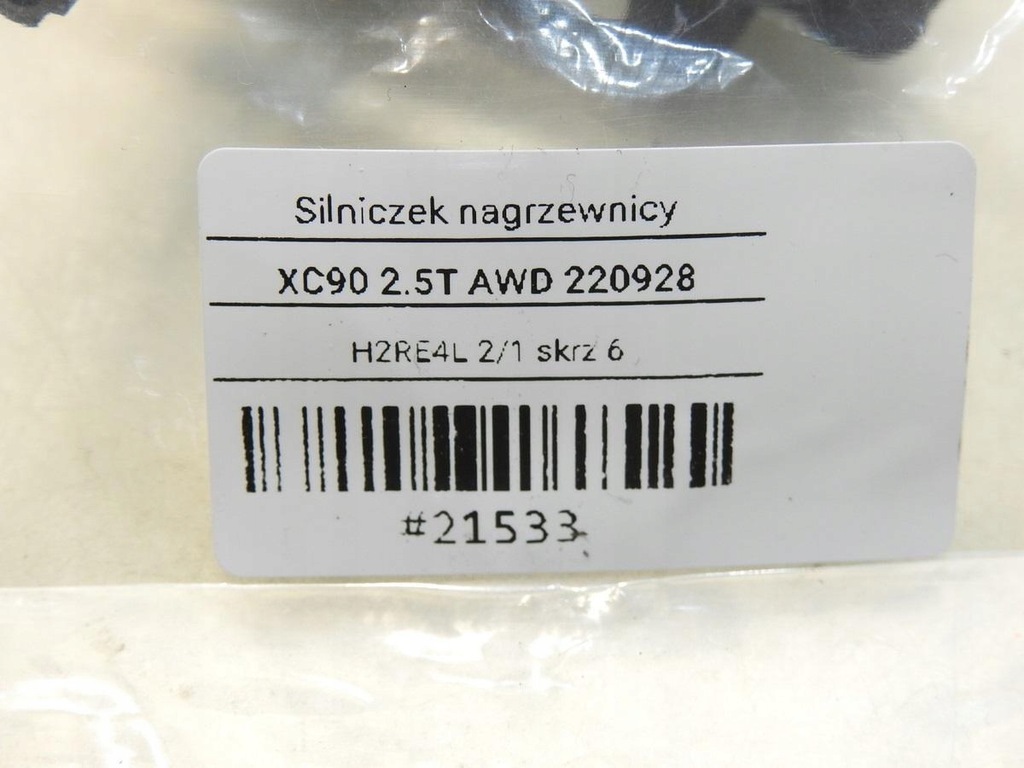 Silniczek nagrzewnicy
XC90 2.5T AWD 220928
H2RE4L 2/1 skrz 6
#21533